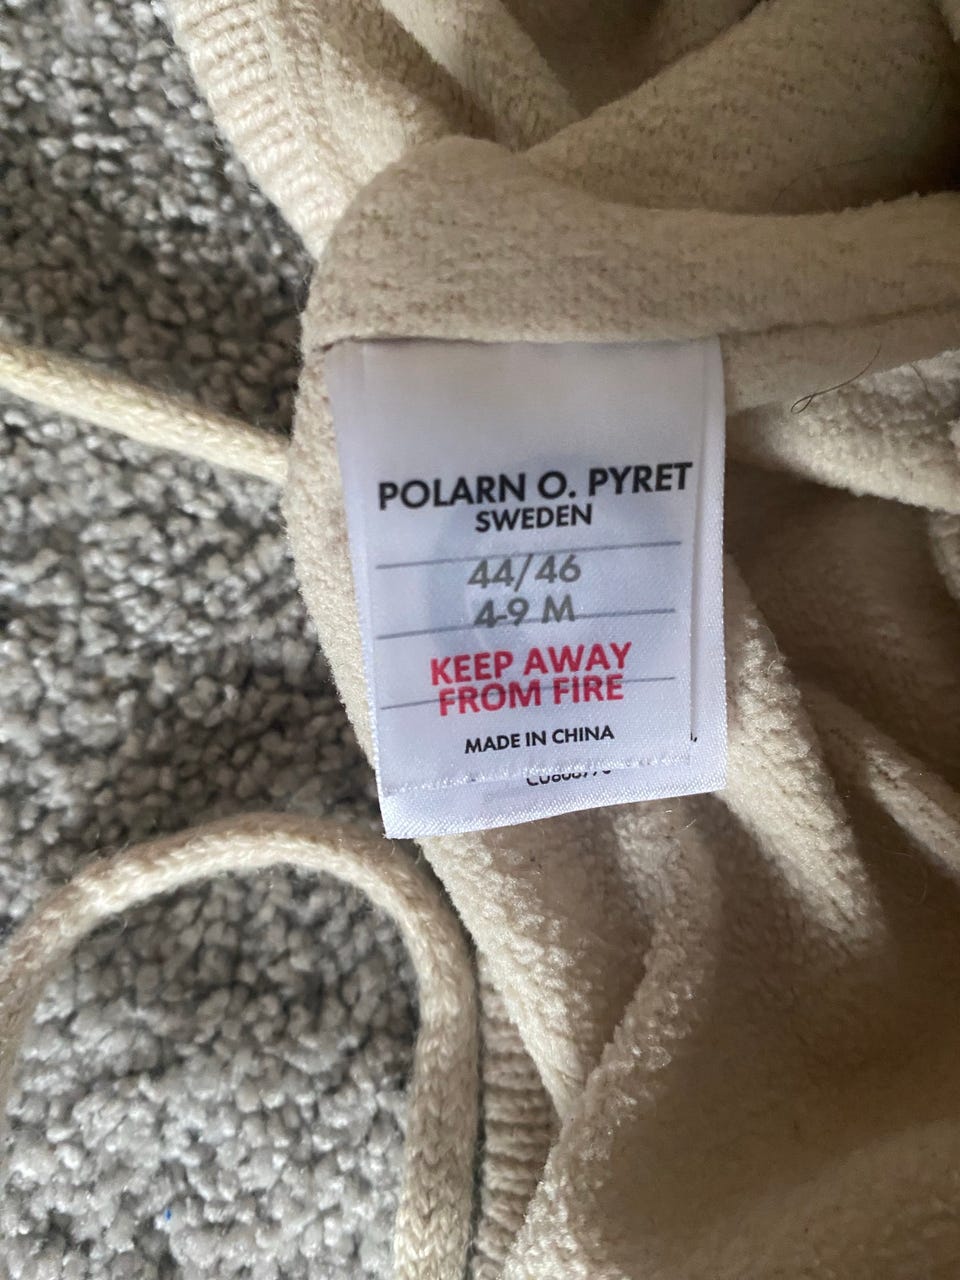 POLARN O. PYRET
SWEDEN
44/46
4-9 M
KEEP AWAY
FROM FIRE
MADE IN CHINA